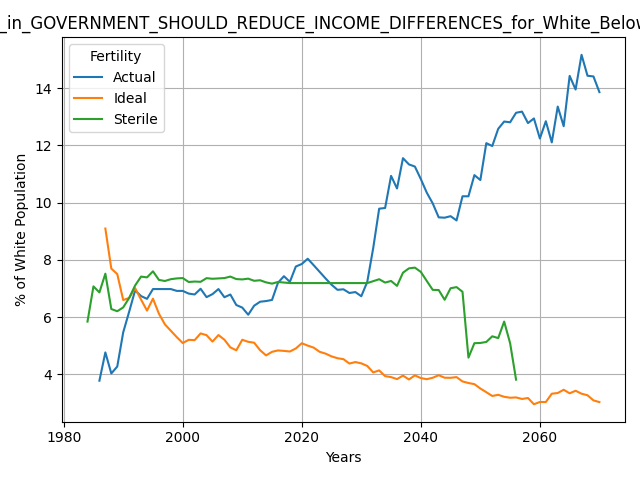 _in_GOVERNMENT_SHOULD_REDUCE_INCOME_DIFFERENCES_for_White_Below
Fertility
Actual
Ideal
Sterile
% of White Population
14
12
10
8
6
4
1980
2000
2020
2040
2060
Years